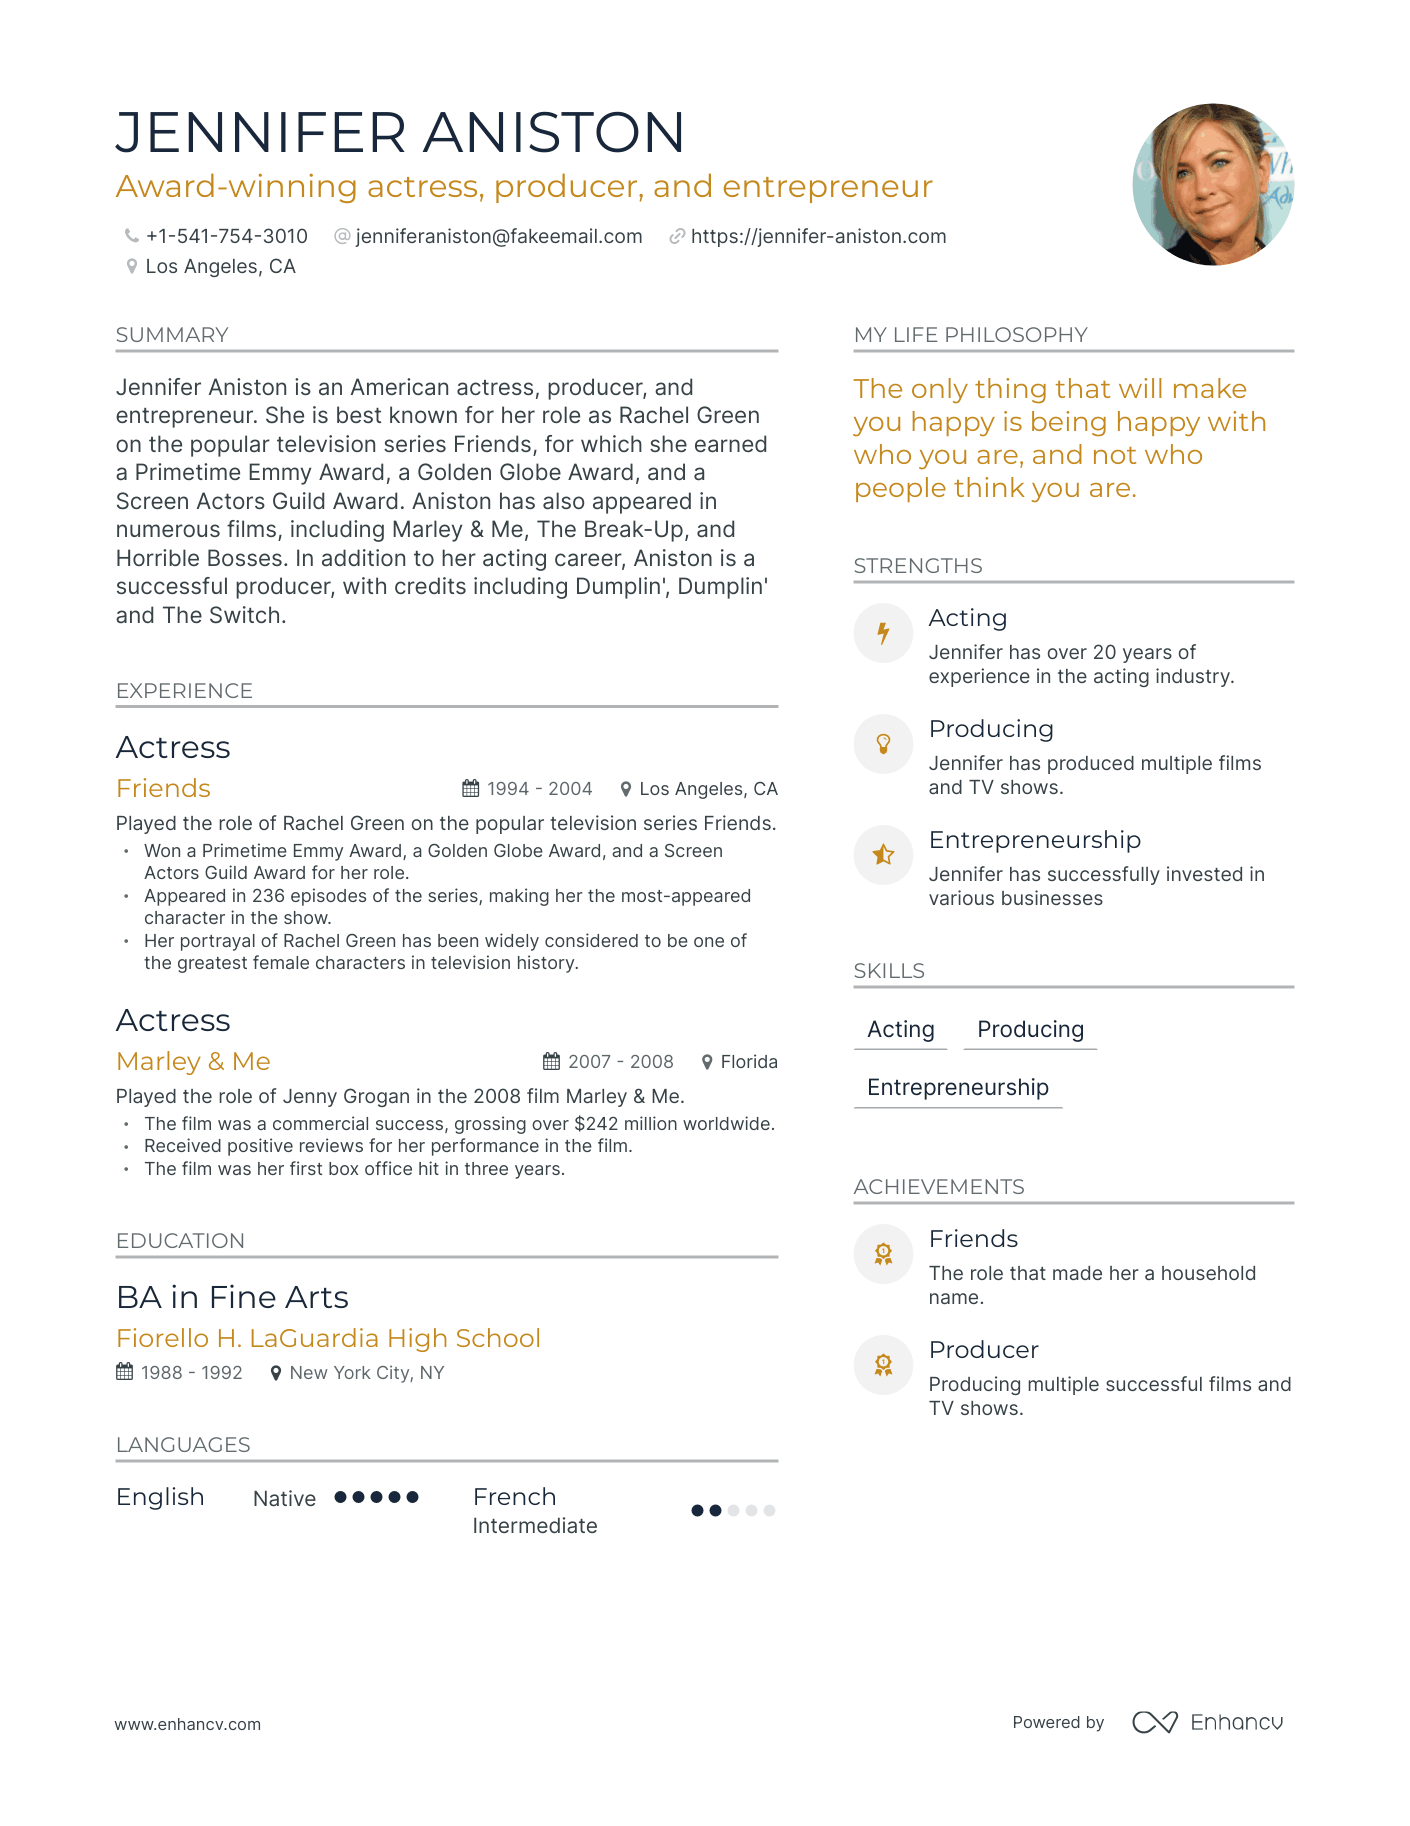 JENNIFER ANISTON
Award-winning actress, producer, and entrepreneur
+1-541-754-3010 @ jenniferaniston@fakeemail.com https://jennifer-aniston.com
Los Angeles, CA
SUMMARY
Jennifer Aniston is an American actress, producer, and
entrepreneur. She is best known for her role as Rachel Green
on the popular television series Friends, for which she earned
a Primetime Emmy Award, a Golden Globe Award, and a
Screen Actors Guild Award. Aniston has also appeared in
numerous films, including Marley & Me, The Break-Up, and
Horrible Bosses. In addition to her acting career, Aniston is a
successful producer, with credits including Dumplin', Dumplin'
and The Switch.
EXPERIENCE
Actress
Friends 1994 - 2004 Los Angeles, CA
Played the role of Rachel Green on the popular television series Friends.
• Won a Primetime Emmy Award, a Golden Globe Award, and a Screen
Actors Guild Award for her role.
• Appeared in 236 episodes of the series, making her the most-appeared
character in the show.
• Her portrayal of Rachel Green has been widely considered to be one of
the greatest female characters in television history.
Actress
Marley & Me 2007 - 2008 Florida
Played the role of Jenny Grogan in the 2008 film Marley & Me.
• The film was a commercial success, grossing over $242 million worldwide.
• Received positive reviews for her performance in the film.
• The film was her first box office hit in three years.
EDUCATION
BA in Fine Arts
Fiorello H. LaGuardia High School
1988 - 1992 New York City, NY
LANGUAGES
English Native French
Intermediate
MY LIFE PHILOSOPHY
The only thing that will make
you happy is being happy with
who you are, and not who
people think you are.
STRENGTHS
Acting
Jennifer has over 20 years of
experience in the acting industry.
Producing
Jennifer has produced multiple films
and TV shows.
Entrepreneurship
Jennifer has successfully invested in
various businesses
SKILLS
Acting Producing
Entrepreneurship
ACHIEVEMENTS
Friends
The role that made her a household
name.
Producer
Producing multiple successful films and
TV shows.
www.enhancv.com
Powered by Enhancv